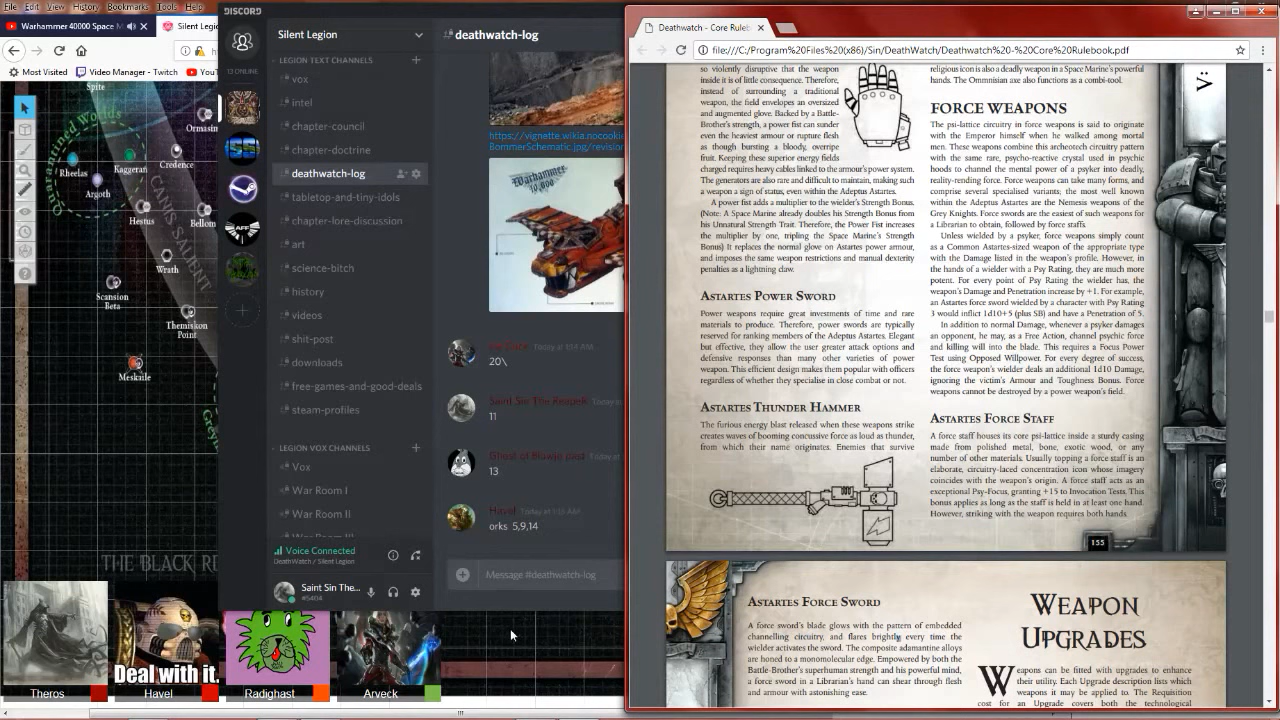 File Edit View History Bookmarks Tools Help
Warhammer 40000 Space M
Silent Legion
Most Visited
Video Manager - Twitch
YouT
Spite
Worlds
Ormasin
Rheelas
Kaggeran
Credence
Argoth
Hestus
Bellom
Wrath
Scansion
Beta
Themiskon
Point
Meskaile
THE BLACK RE
Deal with it.
Theros
Havel
Radighast
Arveck
DISCORD
13 ONLINE
Silent Legion
LEGION TEXT CHANNELS
vox
intel
chapter-council
chapter-doctrine
deathwatch-log
tabletop-and-tiny-idols
chapter-lore-discussion
art
science-bitch
history
videos
shit-post
downloads
free-games-and-good-deals
steam-profiles
LEGION VOX CHANNELS
Vox
War Room I
War Room II
Voice Connected
DeathWatch / Silent Legion
Saint Sin The...
#5404
deathwatch-log
https://vignette.wikia.nocookie
BommerSchematic.jpg/revision
Warhammer
40,000
Today at 1:14 AM
20\
Saint Sin The Reaper
11
Ghost of Blowie past Today at
13
Havel Today at 1:15 AM
orks 5,9,14
Message #deathwatch-log
Deathwatch - Core Ruleb
file:///C:/Program%20Files%20(x86)/Sin/DeathWatch/Deathwatch%20-%20Core%20Rulebook.pdf
so violently disruptive that the weapon
inside it is of little consequence. Therefore,
instead of surrounding a traditional
weapon, the field envelopes an oversized
and augmented glove. Backed by a Battle-
Brother's strength, a power fist can sunder
even the heaviest armour or rupture flesh
as though bursting a bloody, overripe
fruit. Keeping these superior energy fields
charged requires heavy cables linked to the armour's power system.
The generators are also rare and difficult to maintain, making such
a weapon a sign of status, even within the Adeptus Astartes.
A power fist adds a multiplier to the wielder's Strength Bonus.
(Note: A Space Marine already doubles his Strength Bonus from
his Unnatural Strength Trait. Therefore, the Power Fist increases
the multiplier by one, tripling the Space Marine's Strength
Bonus) It replaces the normal glove on Astartes power armour,
and imposes the same weapon restrictions and manual dexterity
penalties as a lightning claw.
ASTARTES POWER SWORD
Power weapons require great investments of time and rare
materials to produce. Therefore, power swords are typically
reserved for ranking members of the Adeptus Astartes. Elegant
but effective, they allow the user greater attack options and
defensive responses than many other varieties of power
weapon. This efficient design makes them popular with officers
regardless of whether they specialise in close combat or not.
ASTARTES THUNDER HAMMER
The furious energy blast released when these weapons strike
creates waves of booming concussive force as loud as thunder,
from which their name originates. Enemies that survive
religious icon is also a deadly weapon in a Space Marine's powerful
hands. The Omnnisian axe also functions as a combi-tool.
FORCE WEAPONS
The psi-lattice circuitry in force weapons is said to originate
with the Emperor himself when he walked among mortal
men. These weapons combine this archeotech circuitry pattern
with the same rare, psycho-reactive crystal used in psychic
hoods to channel the mental power of a psyker into deadly,
reality-rending force. Force weapons can take many forms, and
comprise several specialised variants; the most well known
within the Adeptus Astartes are the Nemesis weapons of the
Grey Knights. Force swords are the easiest of such weapons for
a Librarian to obtain, followed by force staffs.
Unless wielded by a psyker, force weapons simply count
as a Common Astartes-sized weapon of the appropriate type
with the Damage listed in the weapon's profile. However, in
the hands of a wielder with a Psy Rating, they are much more
potent. For every point of Psy Rating the wielder has, the
weapon's Damage and Penetration increase by +1. For example,
an Astartes force sword wielded by a character with Psy Rating
3 would inflict 1d10+5 (plus SB) and have a Penetration of 5.
In addition to normal Damage, whenever a psyker damages
an opponent, he may, as a Free Action, channel psychic force
and killing will into the blade. This requires a Focus Power
Test using Opposed Willpower. For every degree of success,
the force weapon's wielder deals an additional 1d10 Damage,
ignoring the victim's Armour and Toughness Bonus. Force
weapons cannot be destroyed by a power weapon's field.
ASTARTES FORCE STAFF
A force staff houses its core psi-lattice inside a sturdy casing
made from polished metal, bone, exotic wood, or any
number of other materials. Usually topping a force staff is an
elaborate, circuitry-laced concentration icon whose imagery
coincides with the weapon's origin. A force staff acts as an
exceptional Psy-Focus, granting +15 to Invocation Tests. This
bonus applies as long as the staff is held in at least one hand.
However, striking with the weapon requires both hands.
V:
155
ASTARTES FORCE SWORD
A force sword's blade glows with the pattern of embedded
channelling circuitry, and flares brightly every time the
wielder activates the sword. The composite adamantine alloys
are honed to a monomolecular edge. Empowered by both the
Battle-Brother's superhuman strength and his powerful mind,
a force sword in a Librarian's hand can shear through flesh
and armour with astonishing ease.
WEAPON
UPGRADES
Weapons can be fitted with upgrades to enhance
their utility. Each Upgrade description lists which
weapons it may be applied to. The Requisition
cost for an Upgrade covers both the technological